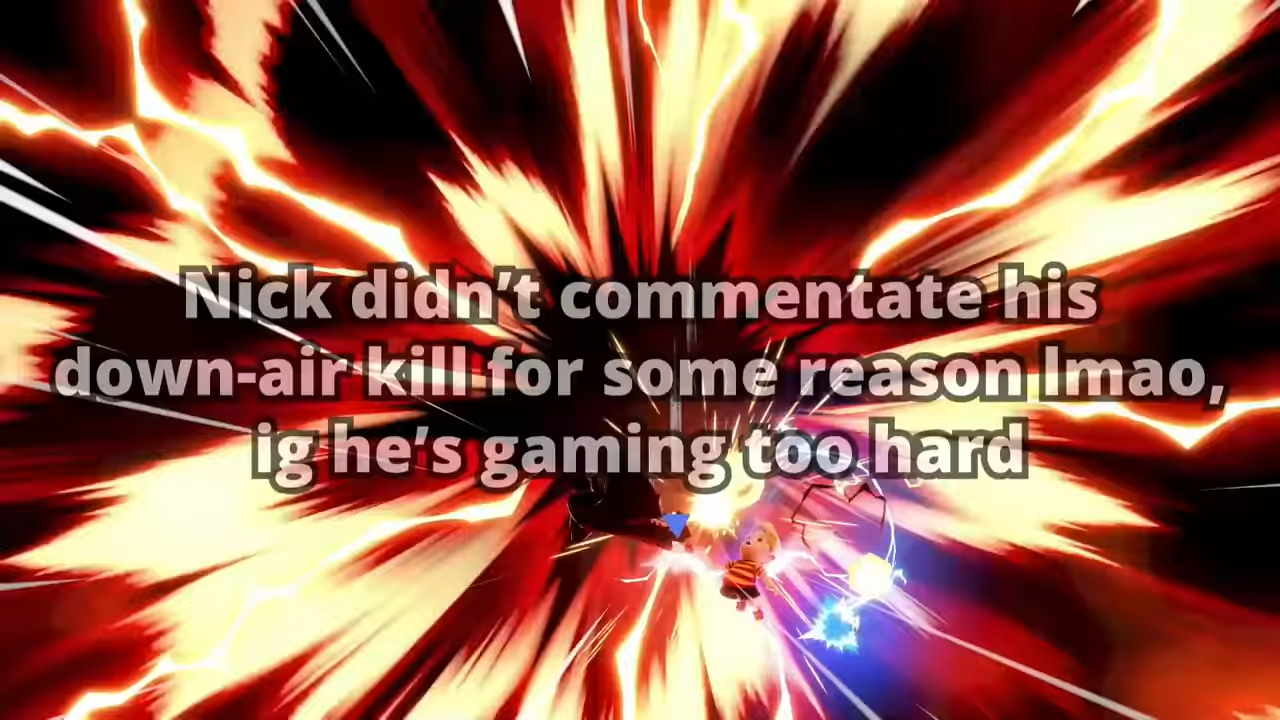 Nick didn’t commentate his
down-air kill for some reason lmao,
ig he’s gaming too hard